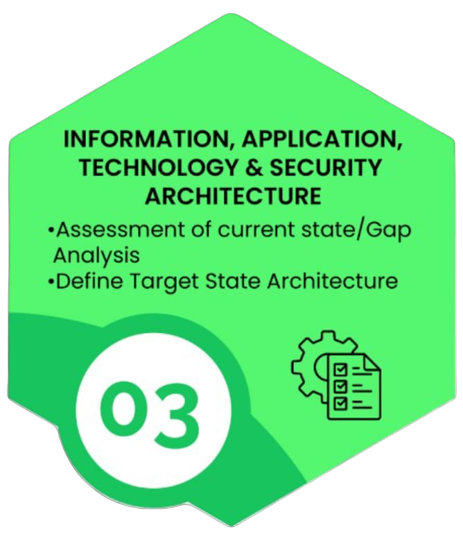 INFORMATION, APPLICATION,
TECHNOLOGY & SECURITY
ARCHITECTURE
•Assessment of current state/Gap
Analysis
•Define Target State Architecture
03